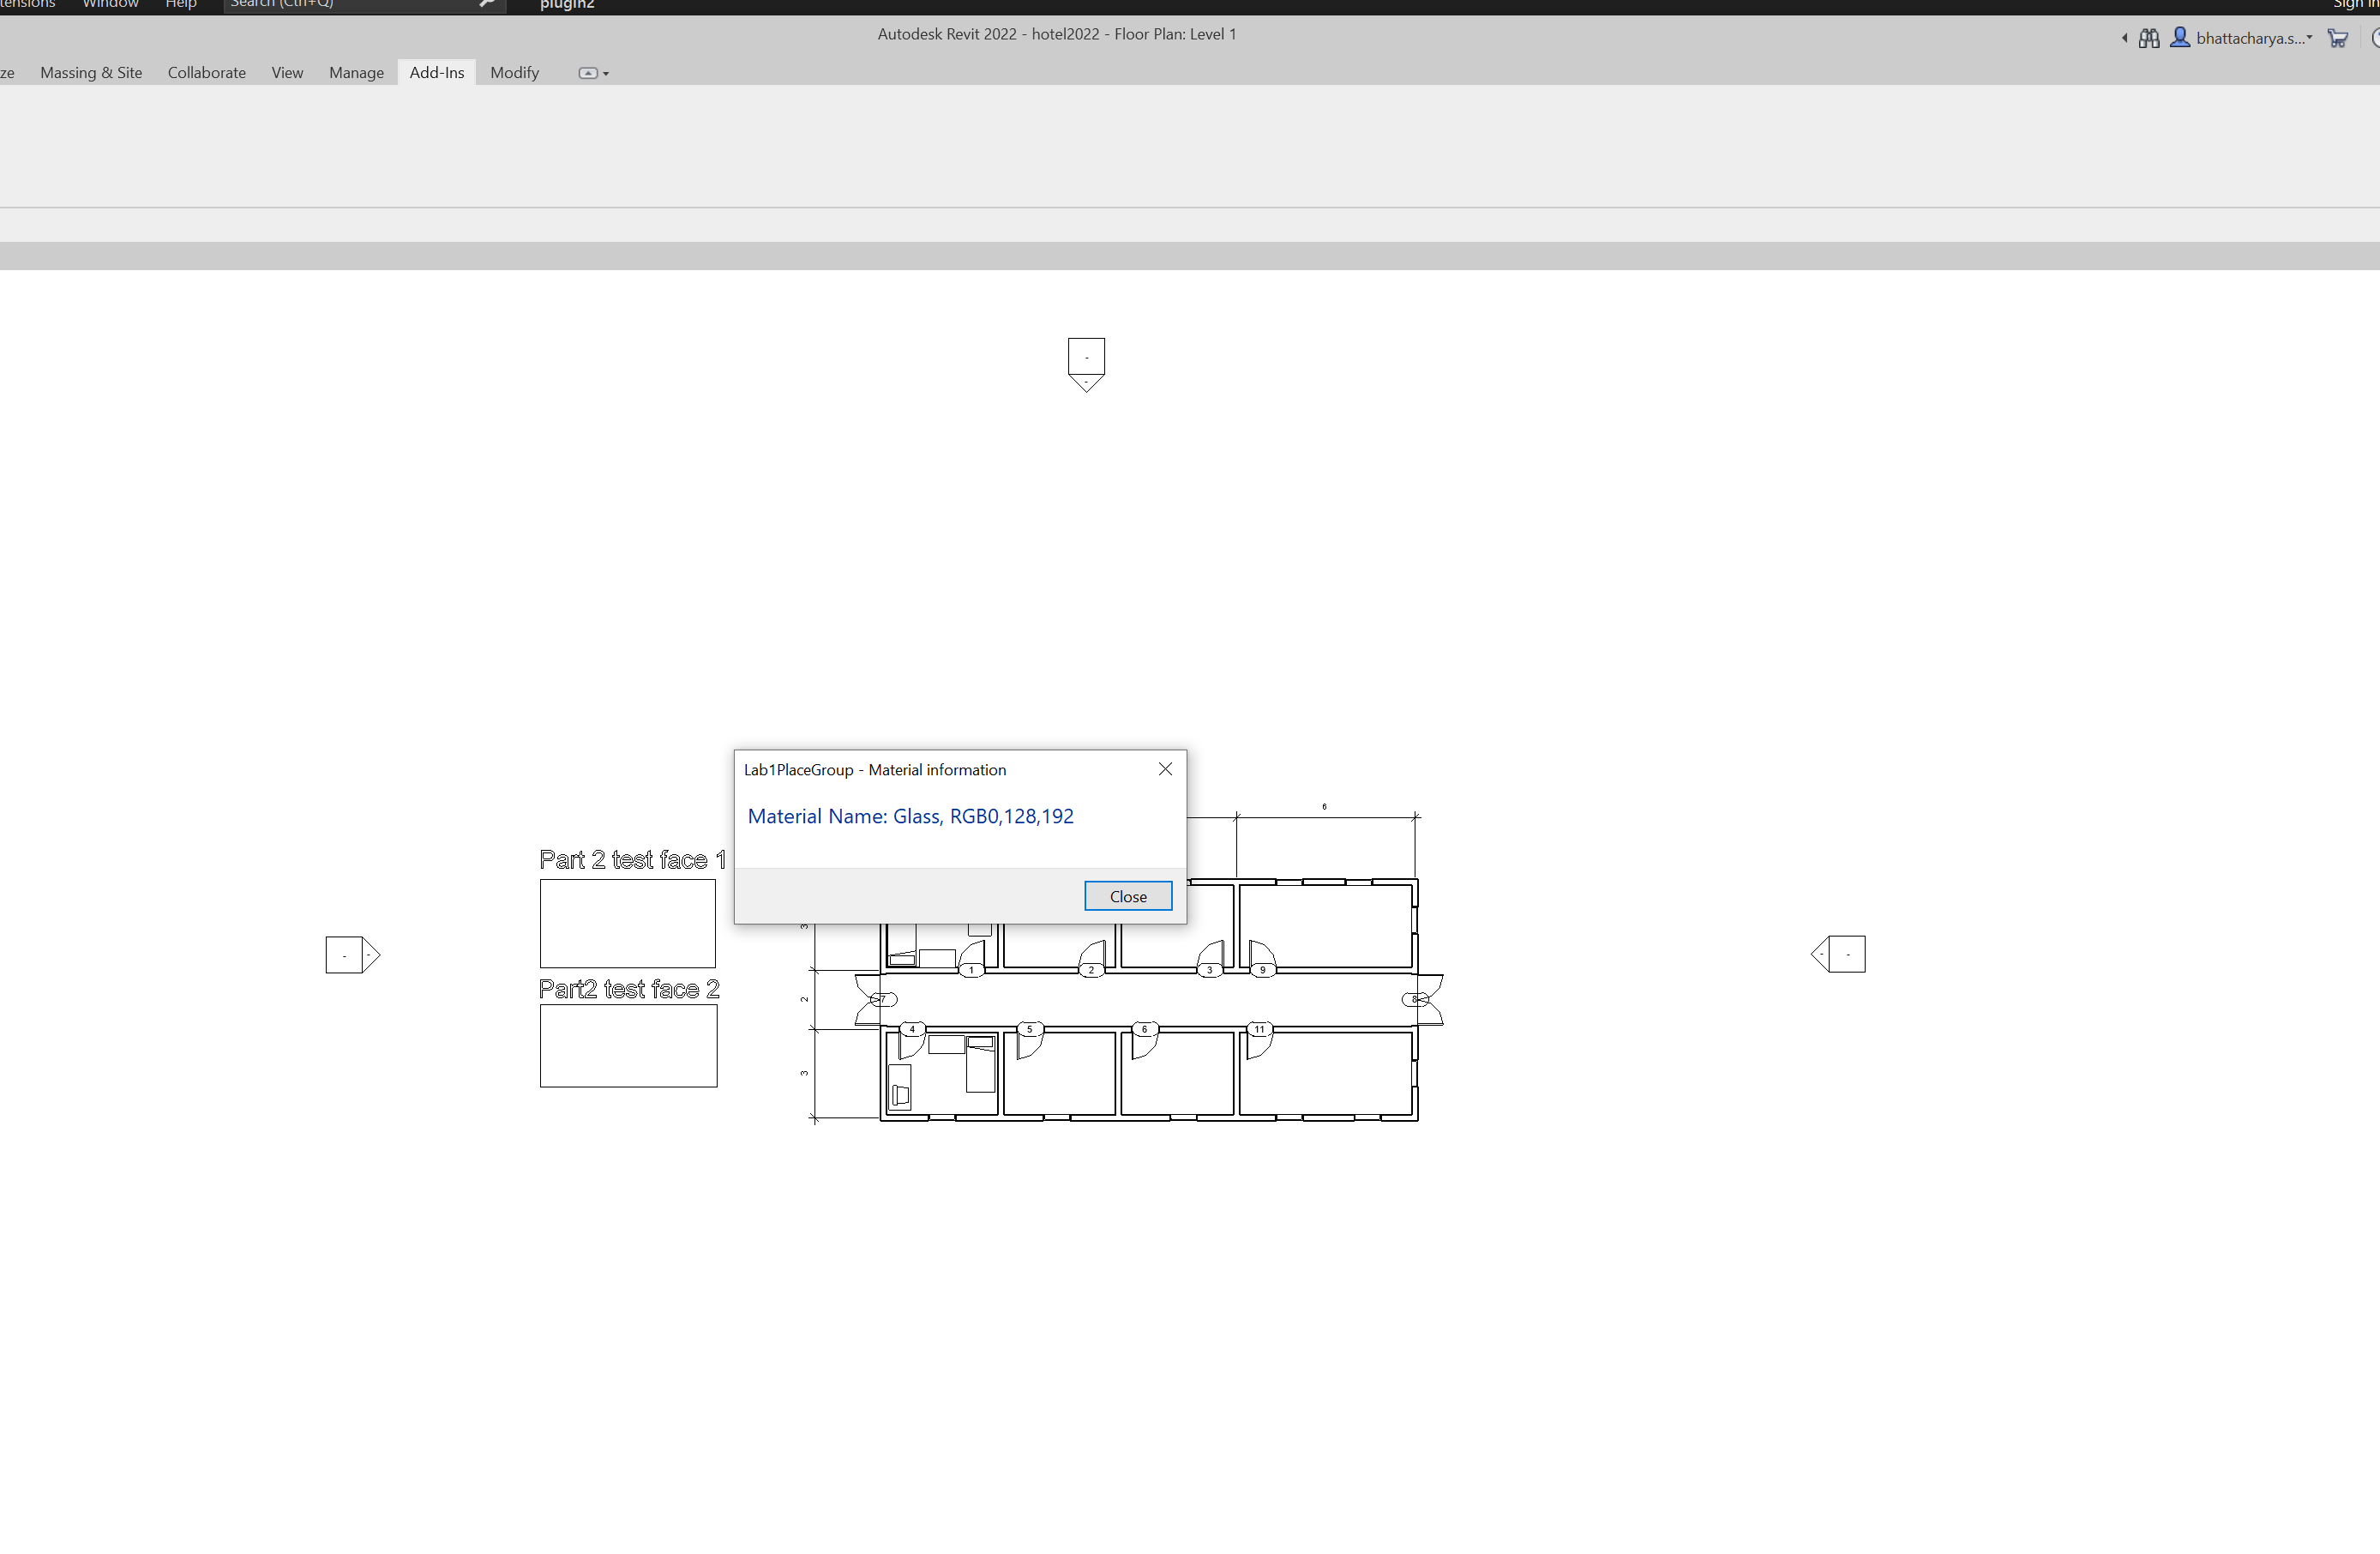 Window Help Search (Ctrl+Q) plugin2 Sign in
Autodesk Revit 2022 - hotel2022 - Floor Plan: Level 1
bhattacharya.s...
ze Massing & Site Collaborate View Manage Add-Ins Modify
-
-
Lab1PlaceGroup - Material information
Material Name: Glass, RGB0,128,192
Close
6
Part 2 test face 1
3
- -
- -
1 2 3 9
Part2 test face 2
2
7 8
4 5 6 11
3